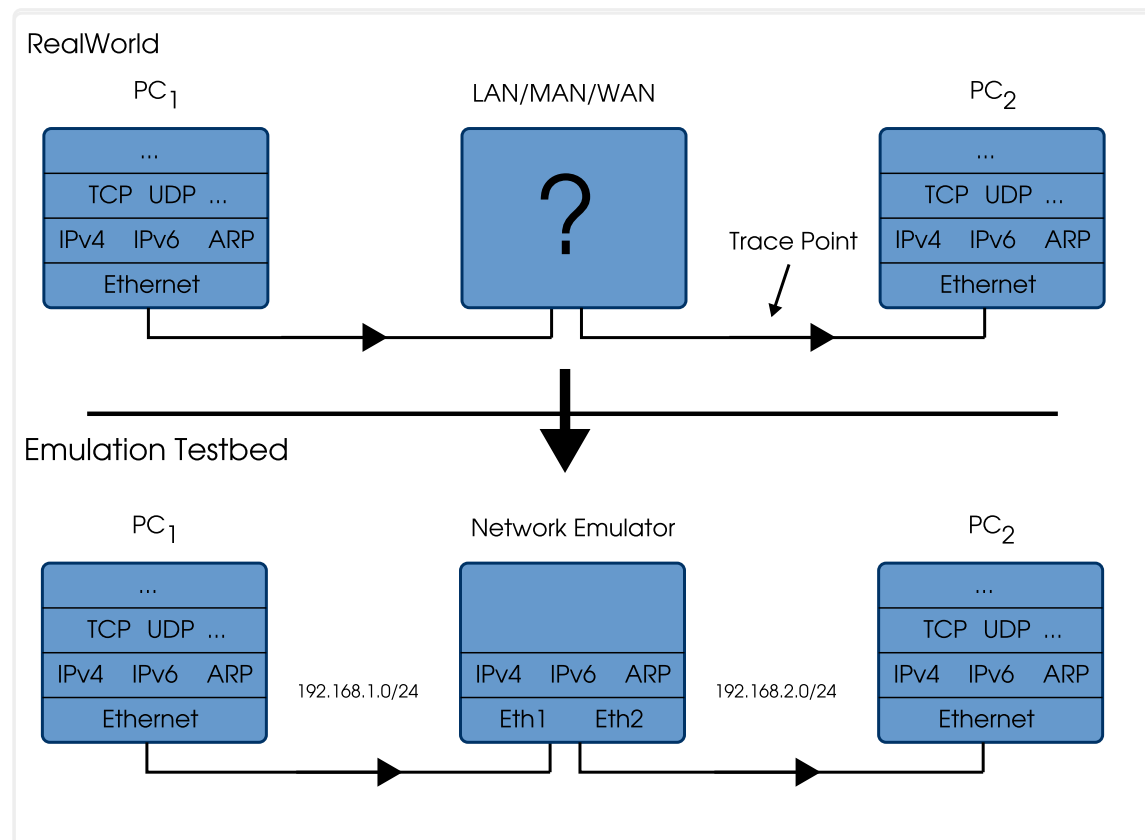 RealWorld
PC1 LAN/MAN/WAN PC2
... ? ...
TCP UDP ... TCP UDP ...
IPv4 IPv6 ARP Trace Point IPv4 IPv6 ARP
Ethernet Ethernet
Emulation Testbed
PC1 Network Emulator PC2
... ...
TCP UDP ... TCP UDP ...
IPv4 IPv6 ARP 192.168.1.0/24 IPv4 IPv6 ARP 192.168.2.0/24 IPv4 IPv6 ARP
Ethernet Eth1 Eth2 Ethernet